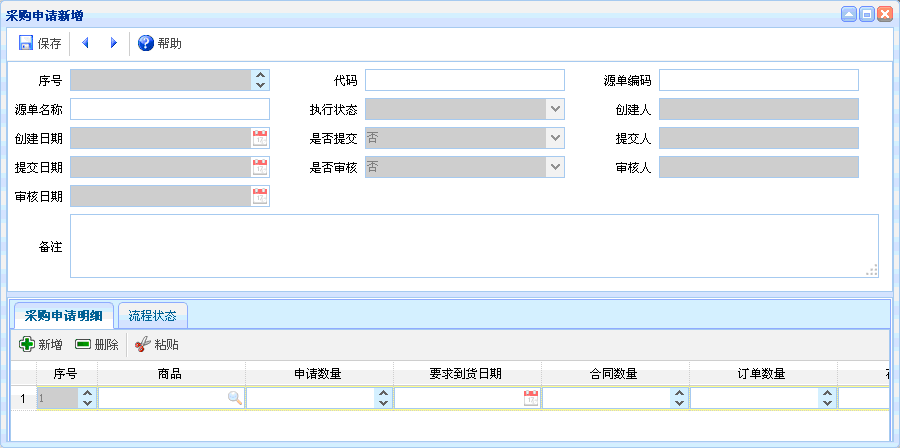 采购申请新增
保存 帮助
序号 代码 源单编码
源单名称 执行状态 创建人
创建日期 是否提交 否 提交人
提交日期 是否审核 否 审核人
审核日期
备注
采购申请明细 流程状态
新增 删除 粘贴
序号 商品 申请数量 要求到货日期 合同数量 订单数量
1 1